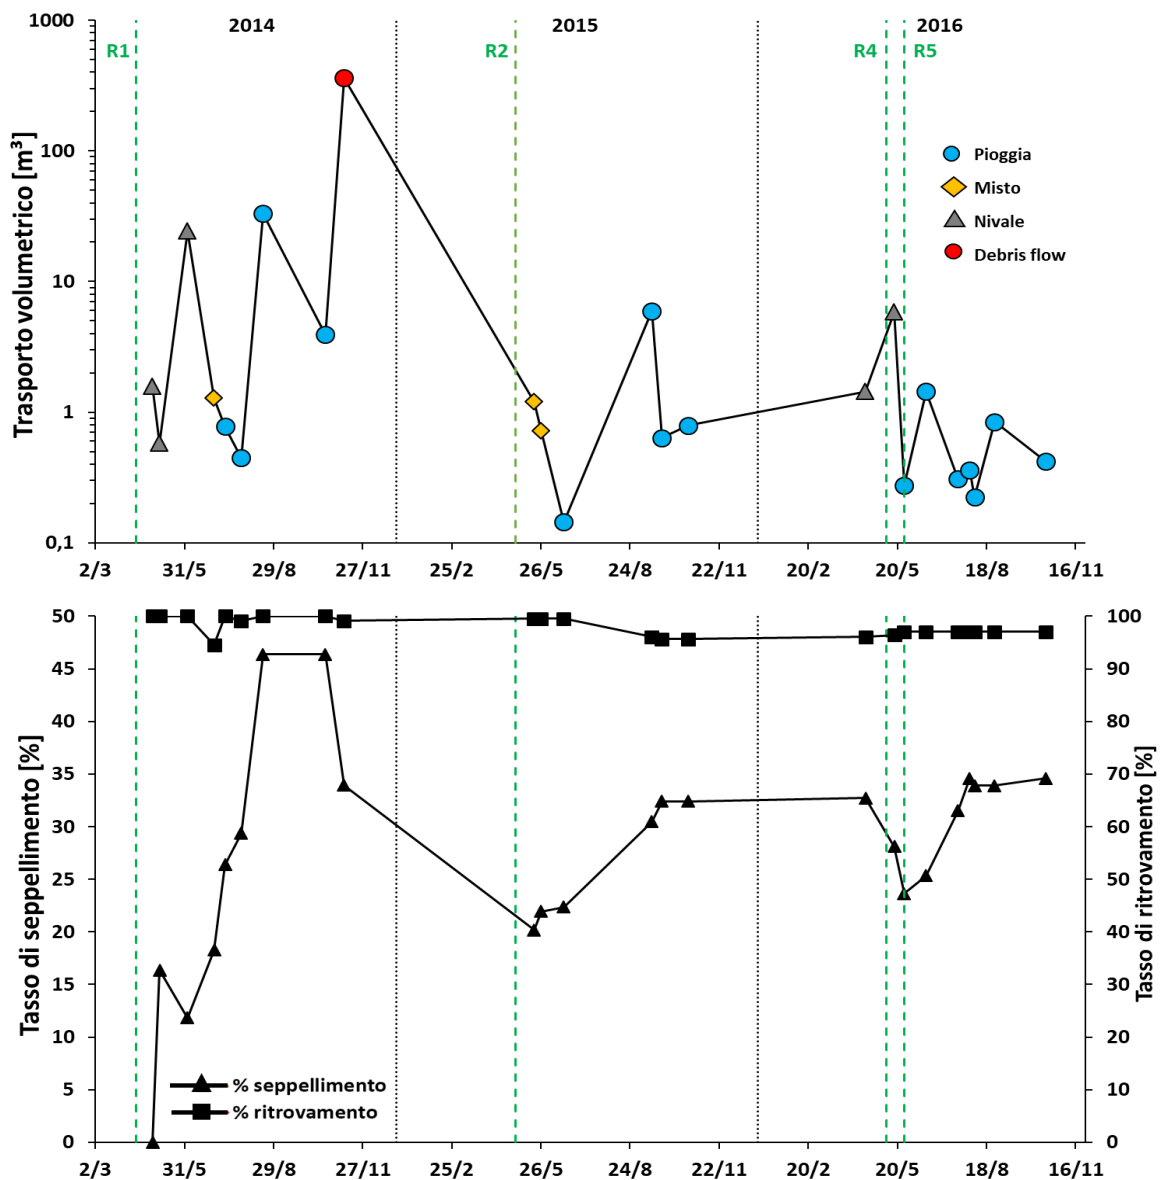 2014 2015 2016
R1 R2 R4 R5
Trasporto volumetrico [m³]
1000
100
10
1
0,1
Pioggia
Misto
Nivale
Debris flow
2/3 31/5 29/8 27/11 25/2 26/5 24/8 22/11 20/2 20/5 18/8 16/11
Tasso di seppellimento [%]
50
45
40
35
30
25
20
15
10
5
0
% seppellimento
% ritrovamento
100
90
80
70
60
50
40
30
20
10
0
Tasso di ritrovamento [%]
2/3 31/5 29/8 27/11 25/2 26/5 24/8 22/11 20/2 20/5 18/8 16/11